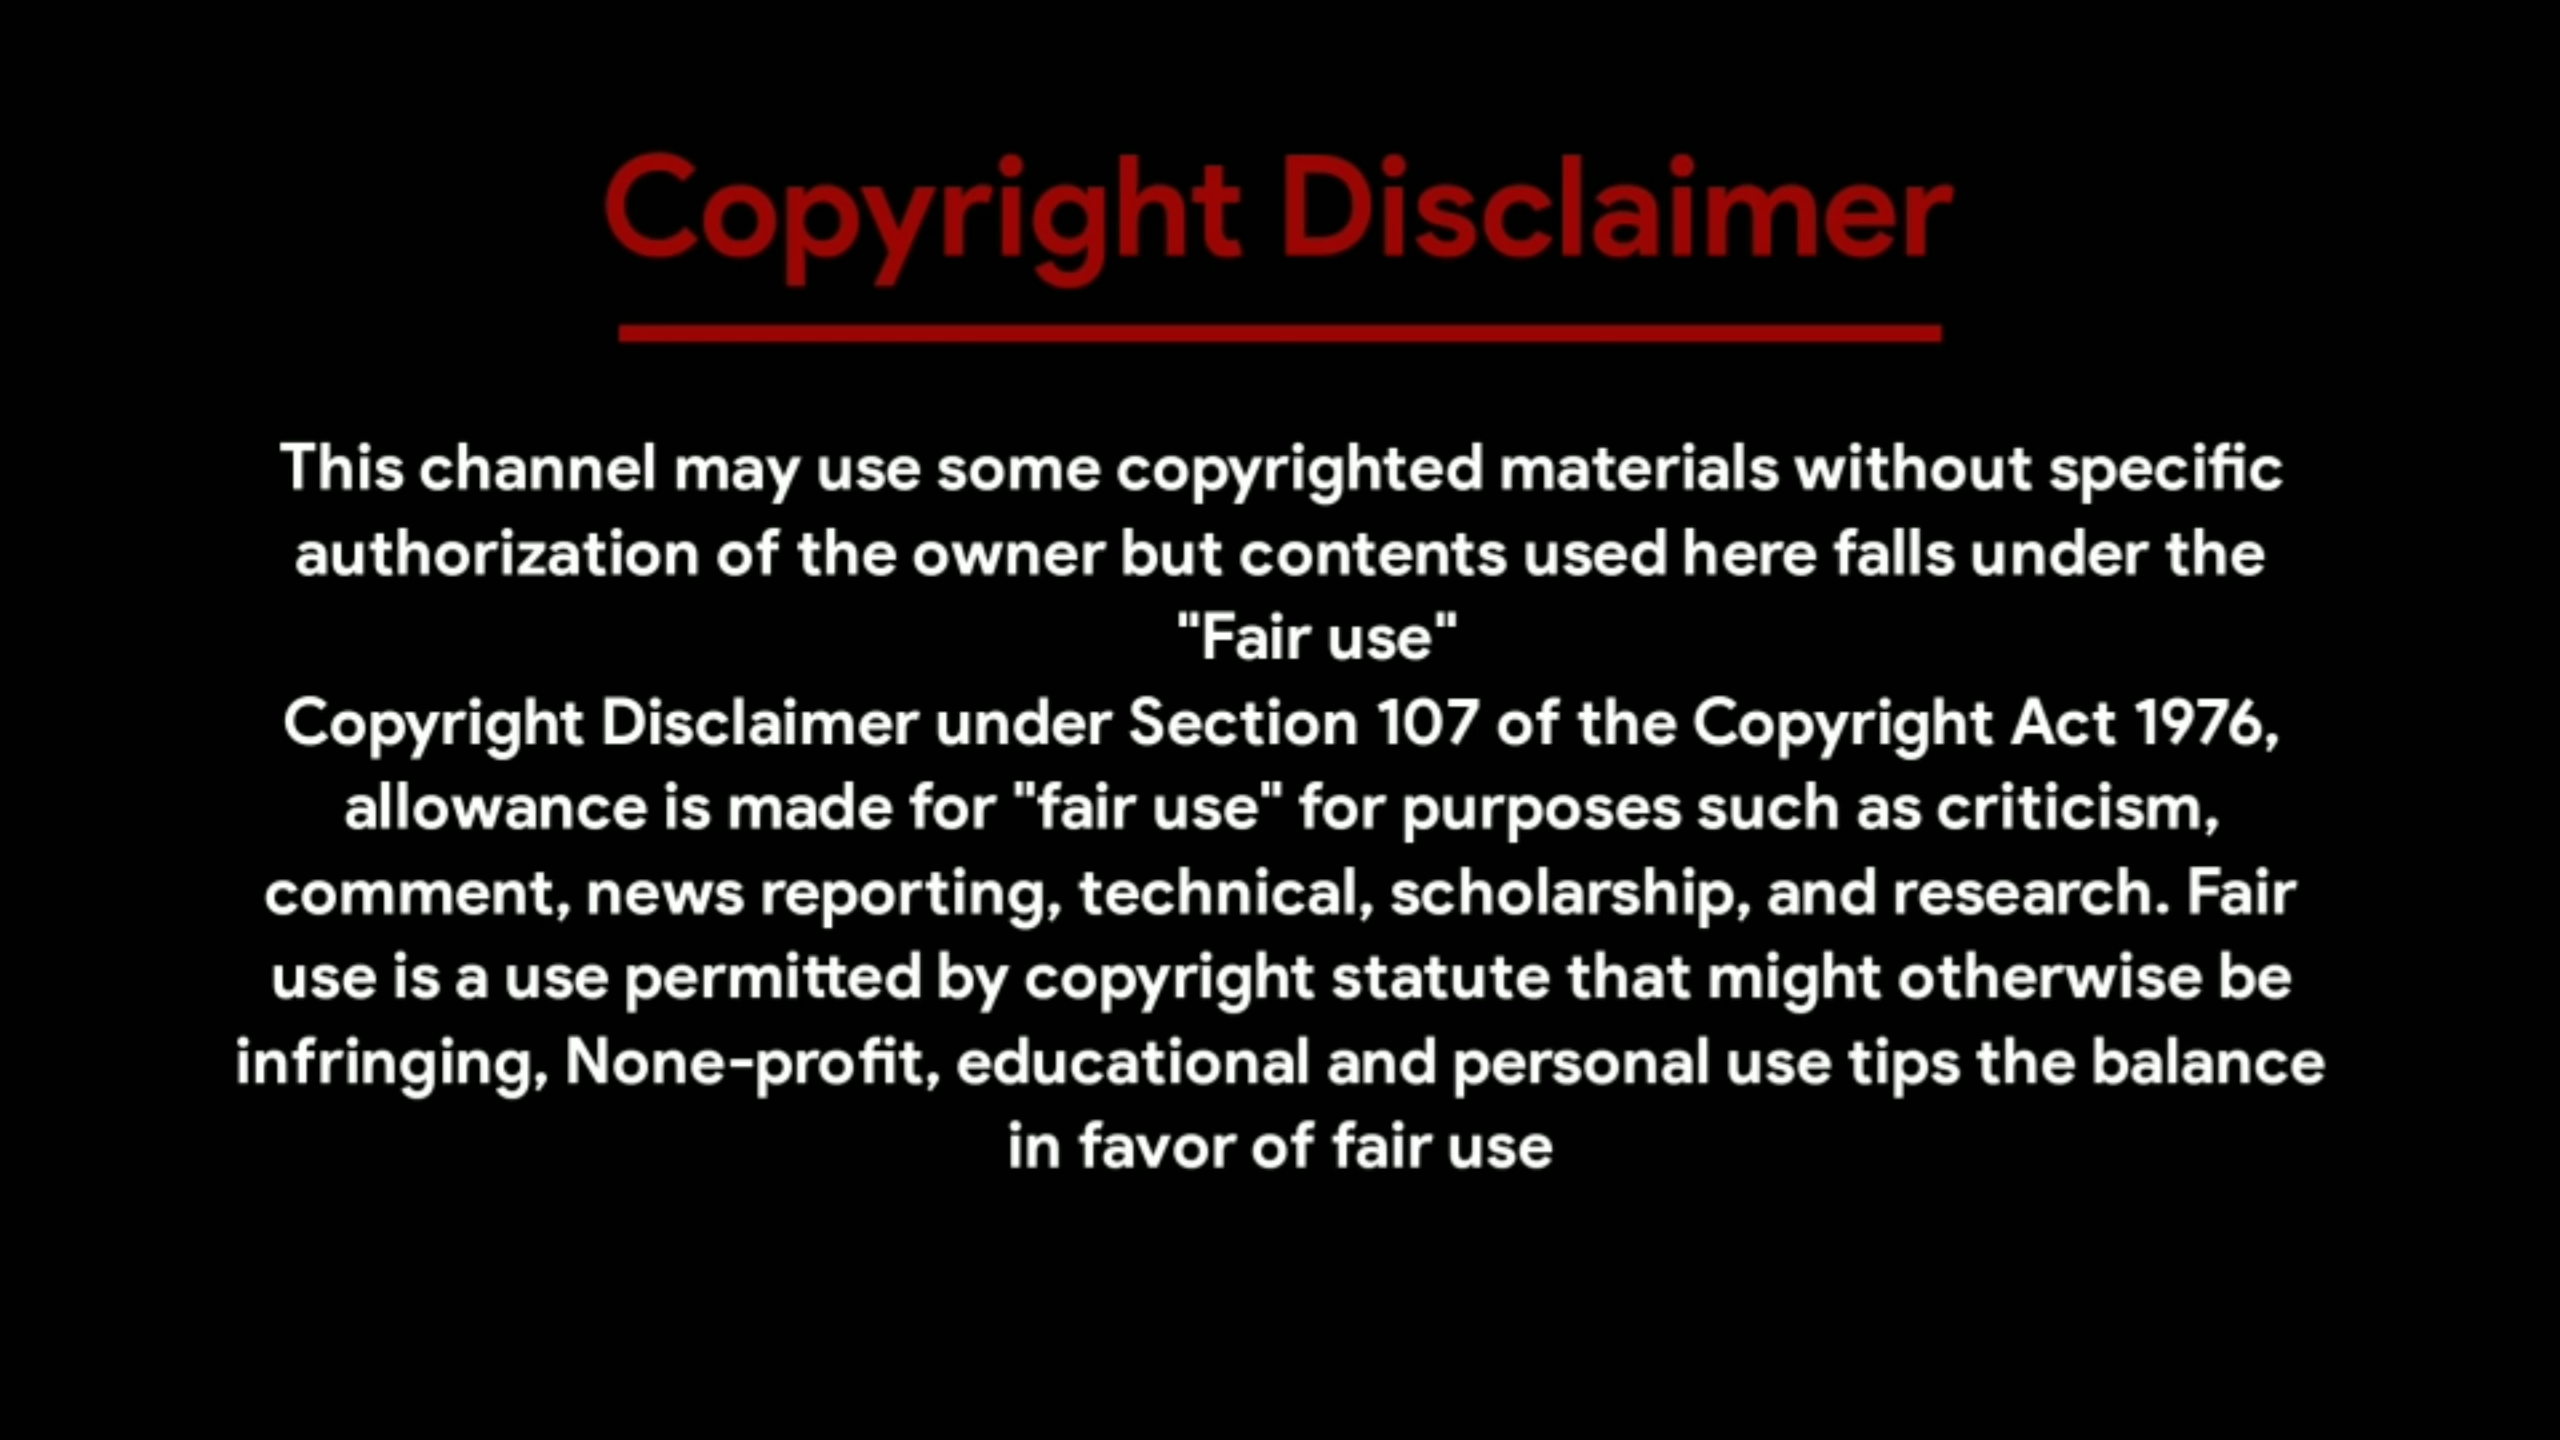 Copyright Disclaimer
This channel may use some copyrighted materials without specific
authorization of the owner but contents used here falls under the
"Fair use"
Copyright Disclaimer under Section 107 of the Copyright Act 1976,
allowance is made for "fair use" for purposes such as criticism,
comment, news reporting, technical, scholarship, and research. Fair
use is a use permitted by copyright statute that might otherwise be
infringing, None-profit, educational and personal use tips the balance
in favor of fair use